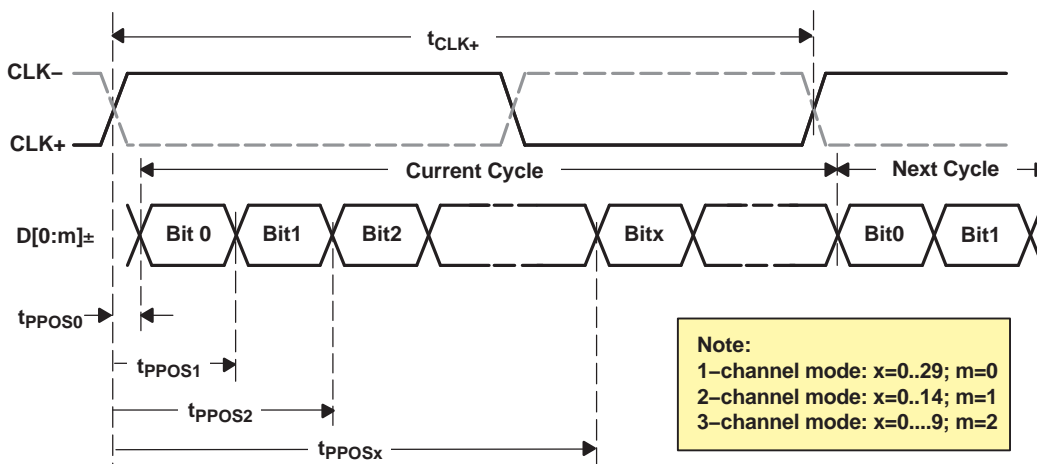 tCLK+
CLK–
CLK+
Current Cycle
Next Cycle
D[0:m]±
Bit 0
Bit1
Bit2
Bitx
Bit0
Bit1
tPPOS0
tPPOS1
tPPOS2
tPPOSx
Note:
1–channel mode: x=0..29; m=0
2–channel mode: x=0..14; m=1
3–channel mode: x=0....9; m=2